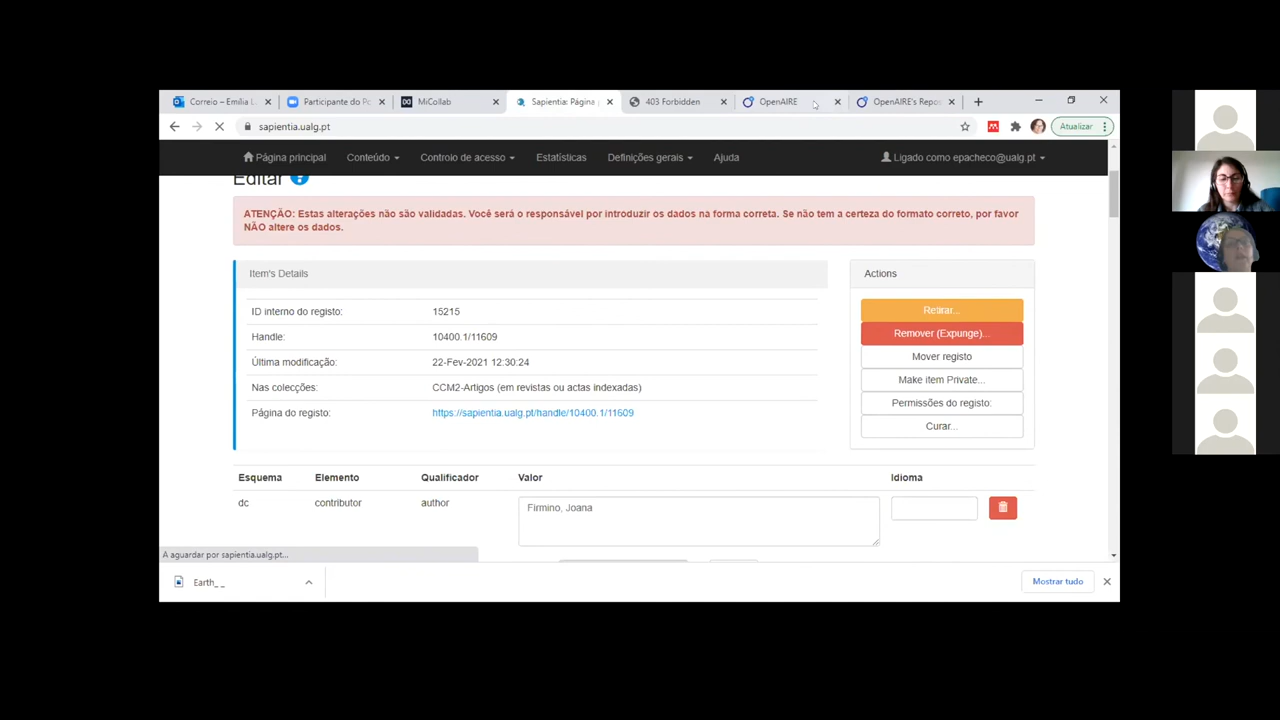 Correio – Emília L
Participante do Po
MiCollab
Sapientia: Página
403 Forbidden
OpenAIRE
OpenAIRE's Repos
sapientia.ualg.pt
Atualizar
Página principal
Conteúdo
Controlo de acesso
Estatísticas
Definições gerais
Ajuda
Ligado como epacheco@ualg.pt
Editar
ATENÇÃO: Estas alterações não são validadas. Você será o responsável por introduzir os dados na forma correta. Se não tem a certeza do formato correto, por favor
NÃO altere os dados.
Item's Details
ID interno do registo: 15215
Handle: 10400.1/11609
Última modificação: 22-Fev-2021 12:30:24
Nas colecções: CCM2-Artigos (em revistas ou actas indexadas)
Página do registo: https://sapientia.ualg.pt/handle/10400.1/11609
Actions
Retirar...
Remover (Expunge)...
Mover registo
Make item Private...
Permissões do registo:
Curar...
Esquema Elemento Qualificador Valor Idioma
dc contributor author Firmino, Joana
A aguardar por sapientia.ualg.pt...
Earth_ _
Mostrar tudo